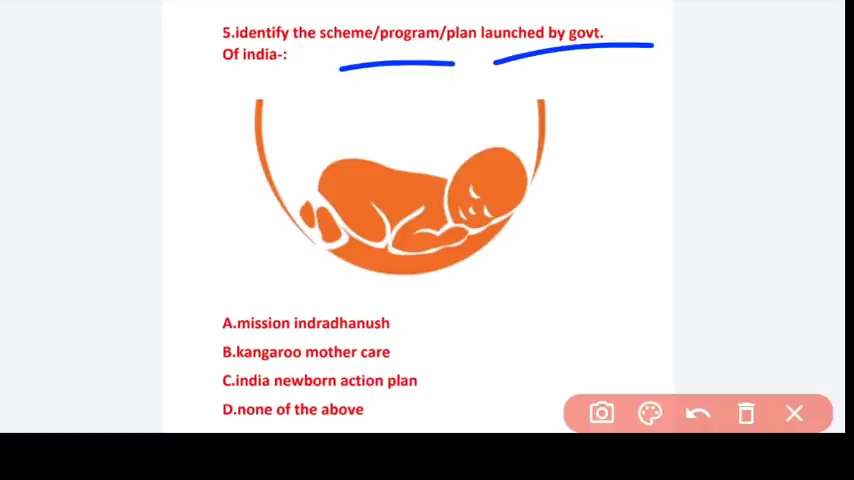 5.identify the scheme/program/plan launched by govt.
Of india-:
A.mission indradhanush
B.kangaroo mother care
C.india newborn action plan
D.none of the above